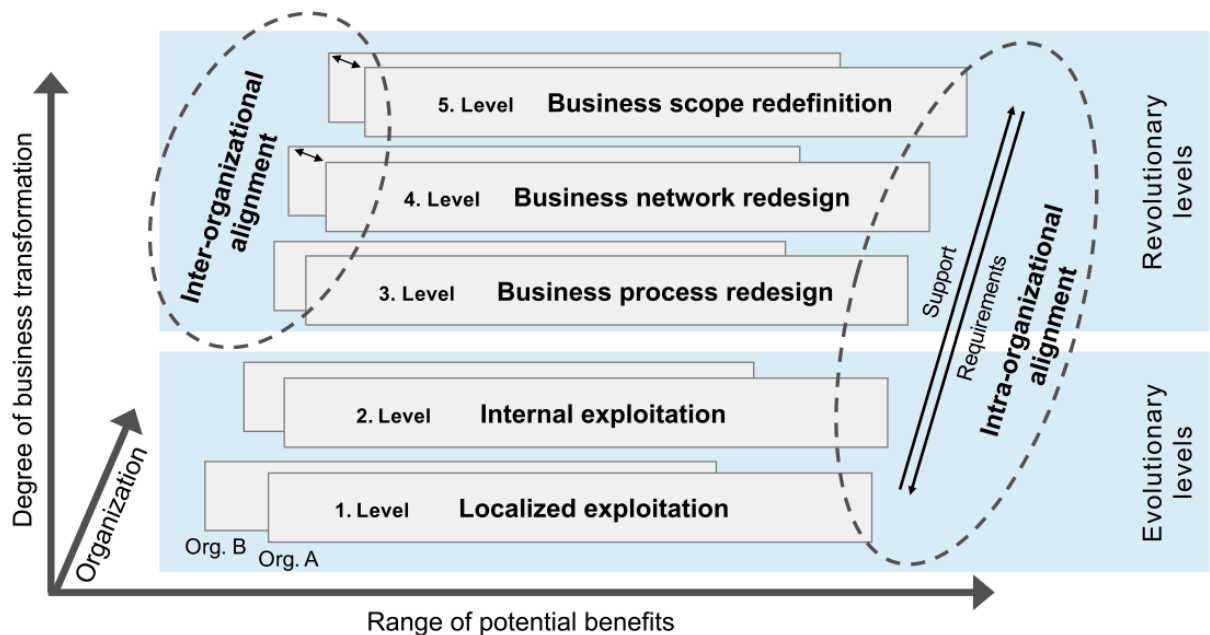 Degree of business transformation
Organization
Range of potential benefits
Inter-organizational
alignment
5. Level Business scope redefinition
4. Level Business network redesign
3. Level Business process redesign
2. Level Internal exploitation
1. Level Localized exploitation
Org. B
Org. A
Support
Requirements
Intra-organizational
alignment
Revolutionary
levels
Evolutionary
levels